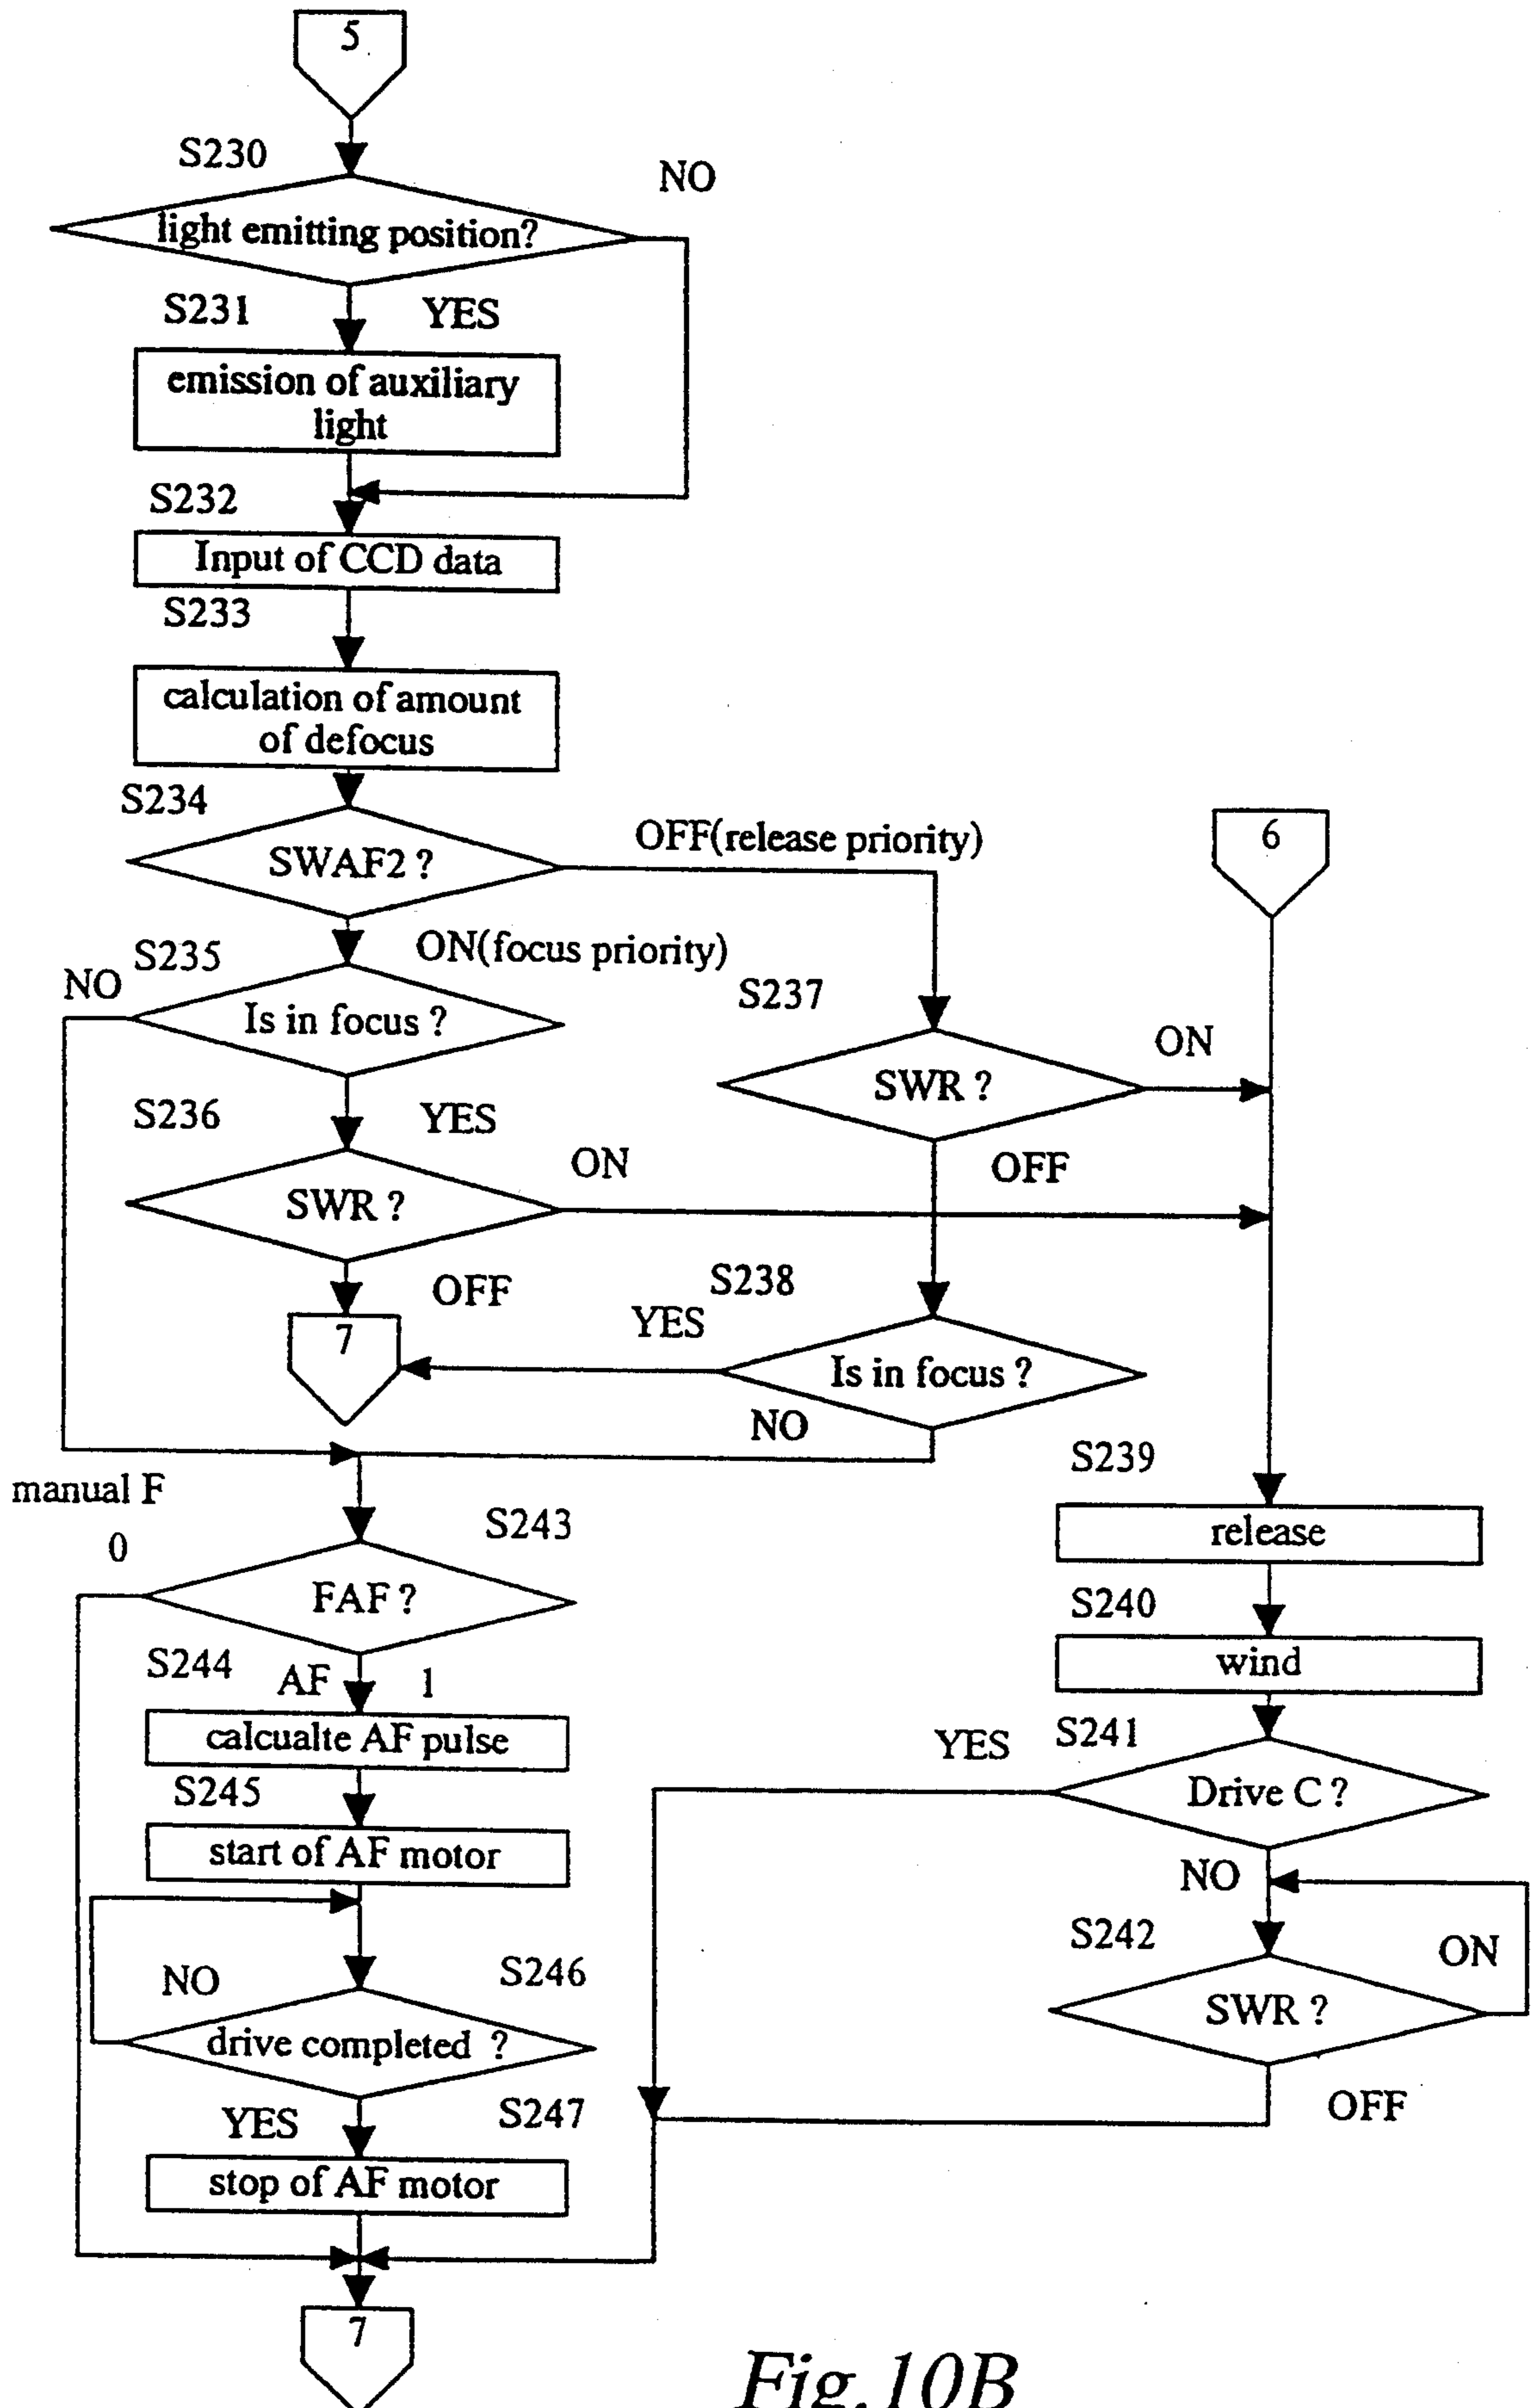 5
S230
NO
light emitting position?
S231
YES
emission of auxiliary
light
S232
Input of CCD data
S233
calculation of amount
of defocus
S234
OFF(release priority)
6
SWAF2 ?
S235
ON(focus priority)
NO
S237
Is in focus ?
ON
SWR ?
S236
YES
ON
OFF
SWR ?
S238
OFF
YES
7
Is in focus ?
NO
S239
manual F
S243
0
release
FAF ?
S240
S244
AF
1
wind
calcualte AF pulse
YES
S241
S245
Drive C ?
start of AF motor
NO
S242
ON
NO
S246
SWR ?
drive completed ?
YES
S247
OFF
stop of AF motor
7
Fig. 10B